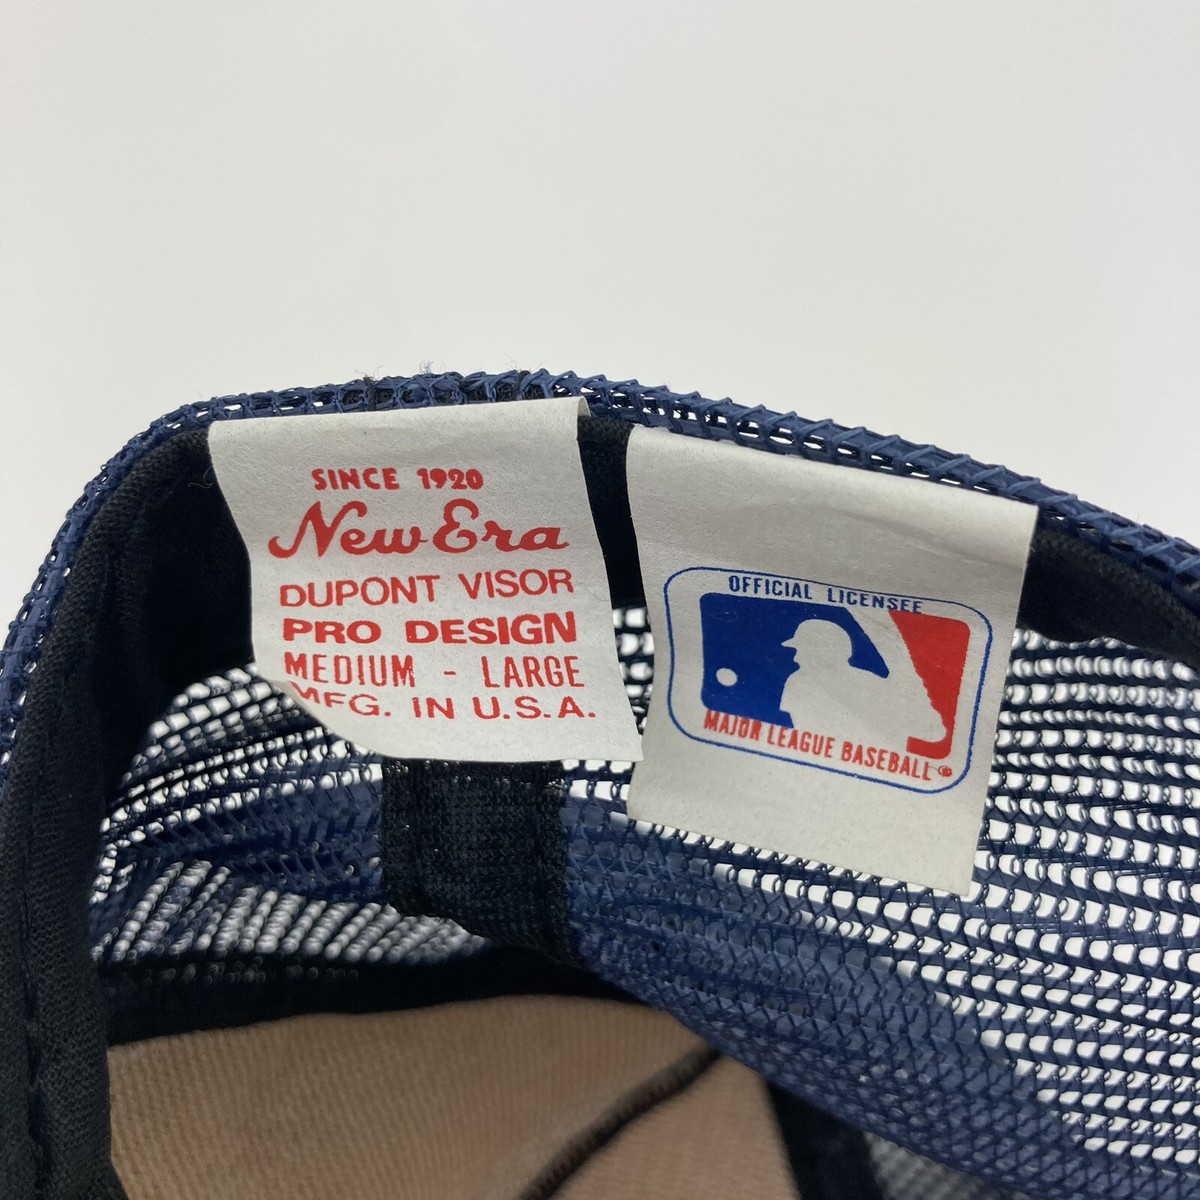 SINCE 1920
New Era
DUPONT VISOR
PRO DESIGN
MEDIUM - LARGE
MFG. IN U.S.A.
OFFICIAL LICENSEE
MAJOR LEAGUE BASEBALL®